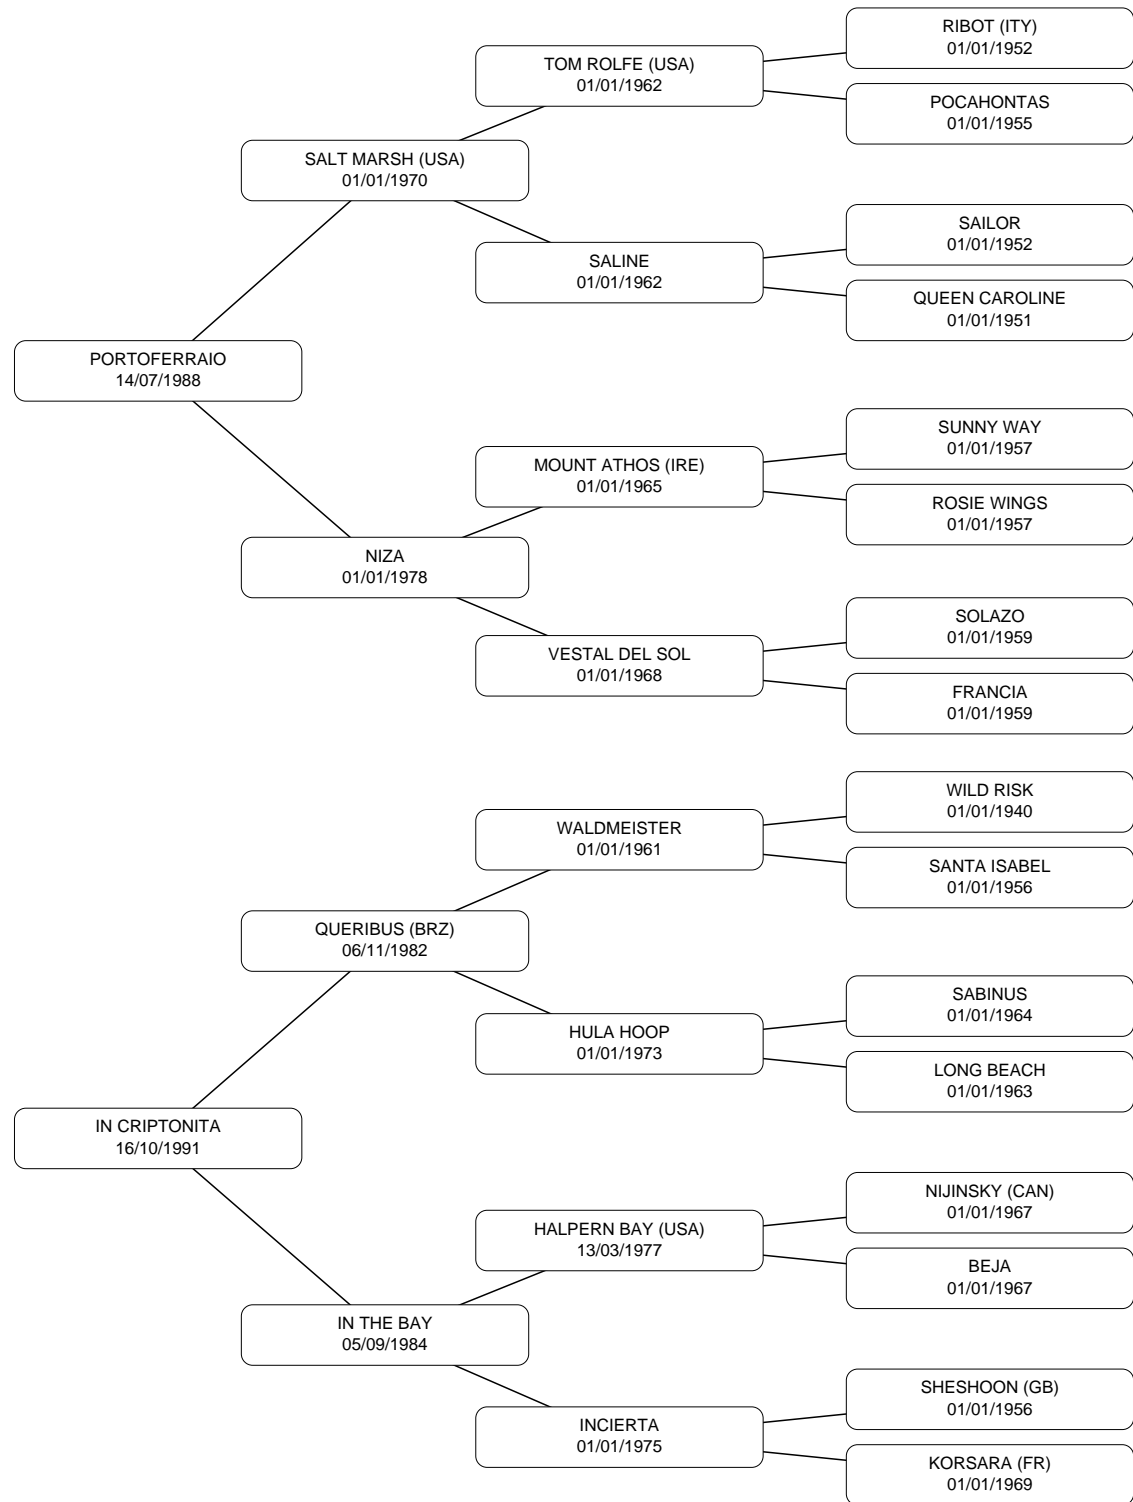 RIBOT (ITY)
01/01/1952
TOM ROLFE (USA)
01/01/1962
POCAHONTAS
01/01/1955
SALT MARSH (USA)
01/01/1970
SAILOR
01/01/1952
SALINE
01/01/1962
QUEEN CAROLINE
01/01/1951
PORTOFERRAIO
14/07/1988
SUNNY WAY
01/01/1957
MOUNT ATHOS (IRE)
01/01/1965
ROSIE WINGS
01/01/1957
NIZA
01/01/1978
SOLAZO
01/01/1959
VESTAL DEL SOL
01/01/1968
FRANCIA
01/01/1959
WILD RISK
01/01/1940
WALDMEISTER
01/01/1961
SANTA ISABEL
01/01/1956
QUERIBUS (BRZ)
06/11/1982
SABINUS
01/01/1964
HULA HOOP
01/01/1973
LONG BEACH
01/01/1963
IN CRIPTONITA
16/10/1991
NIJINSKY (CAN)
01/01/1967
HALPERN BAY (USA)
13/03/1977
BEJA
01/01/1967
IN THE BAY
05/09/1984
SHESHOON (GB)
01/01/1956
INCIERTA
01/01/1975
KORSARA (FR)
01/01/1969